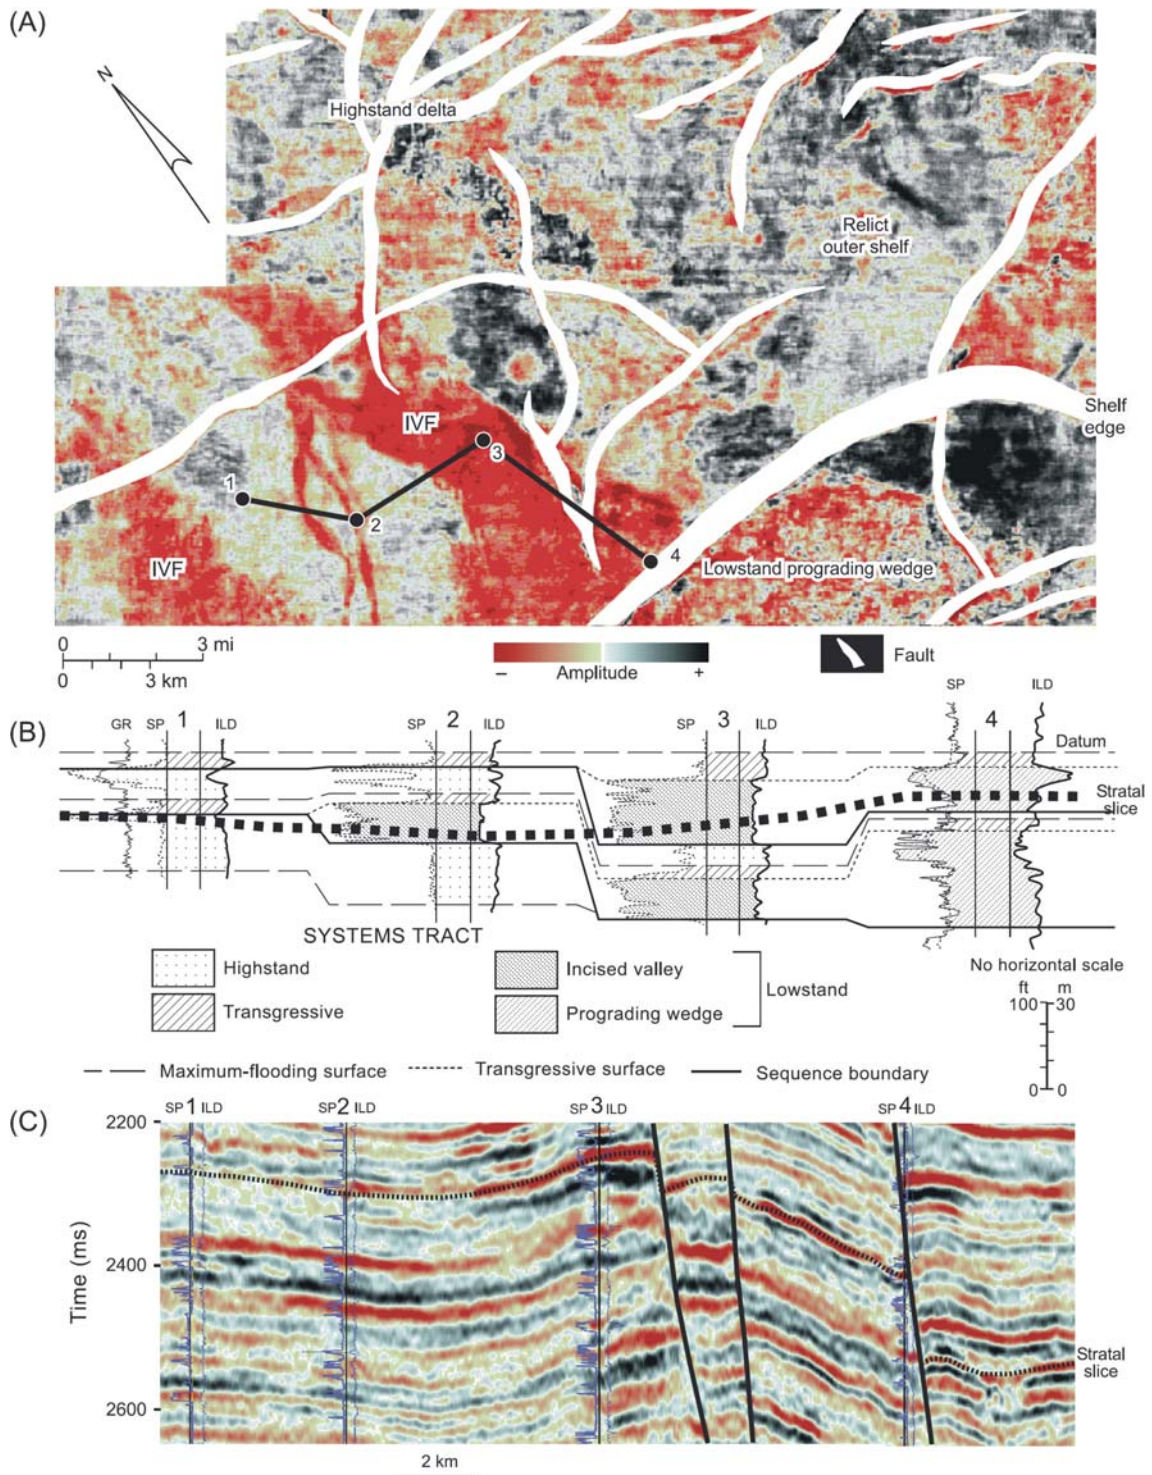 (A)
N
Highstand delta
Relict
outer shelf
IVF
Shelf
edge
1
2
3
4
IVF
Lowstand prograding wedge
0 3 mi
0 3 km
Amplitude
– +
Fault
(B)
GR SP 1 ILD
SP 2 ILD
SP 3 ILD
SP 4 ILD
Datum
Stratal
slice
SYSTEMS TRACT
Highstand
Transgressive
Incised valley
Prograding wedge
Lowstand
No horizontal scale
ft m
100 30
0 0
Maximum-flooding surface
Transgressive surface
Sequence boundary
(C)
SP 1 ILD
SP 2 ILD
SP 3 ILD
SP 4 ILD
2200
2400
2600
Time (ms)
Stratal
slice
2 km